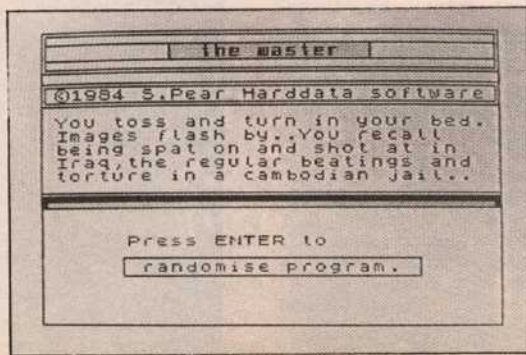 the master
©1984 S.Pear Harddata software
You toss and turn in your bed.
Images flash by..You recall
being spat on and shot at in
Iraq,the regular beatings and
torture in a cambodian jail..
Press ENTER to
randomise program.